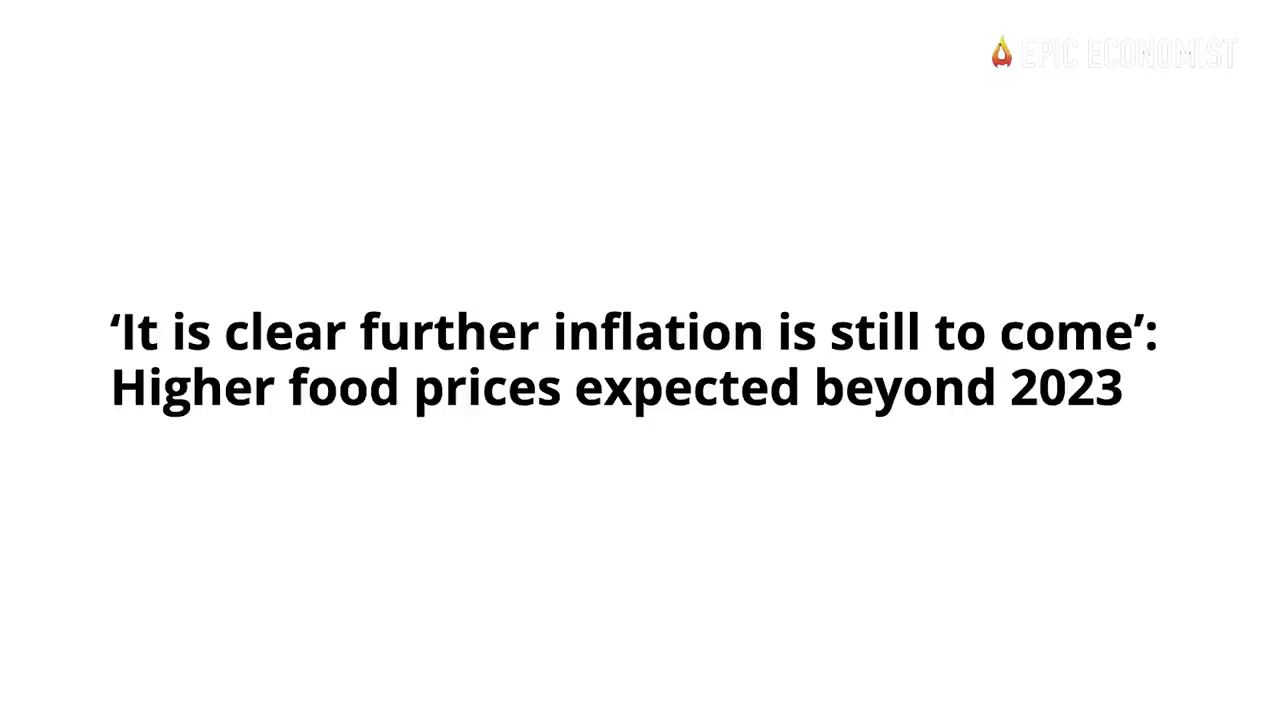 EPIC ECONOMIST
‘It is clear further inflation is still to come’:
Higher food prices expected beyond 2023